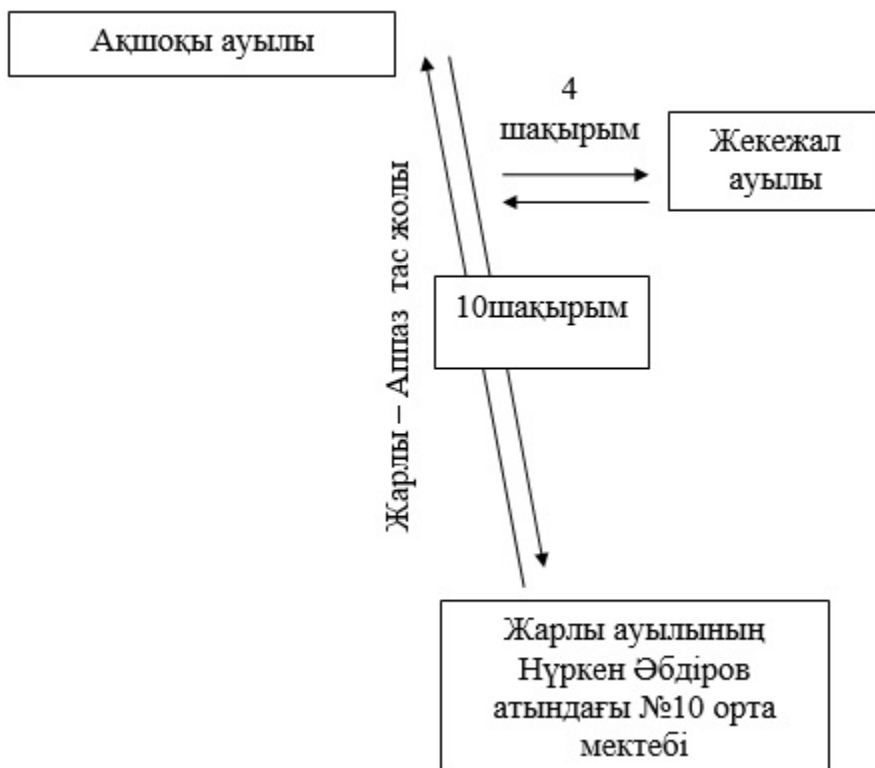 Ақшоқы ауылы
4
шақырым
Жекежал
ауылы
Жарлы – Аппаз тас жолы
10шақырым
Жарлы ауылының
Нүркен Әбдіров
атындағы №10 орта
мектебі